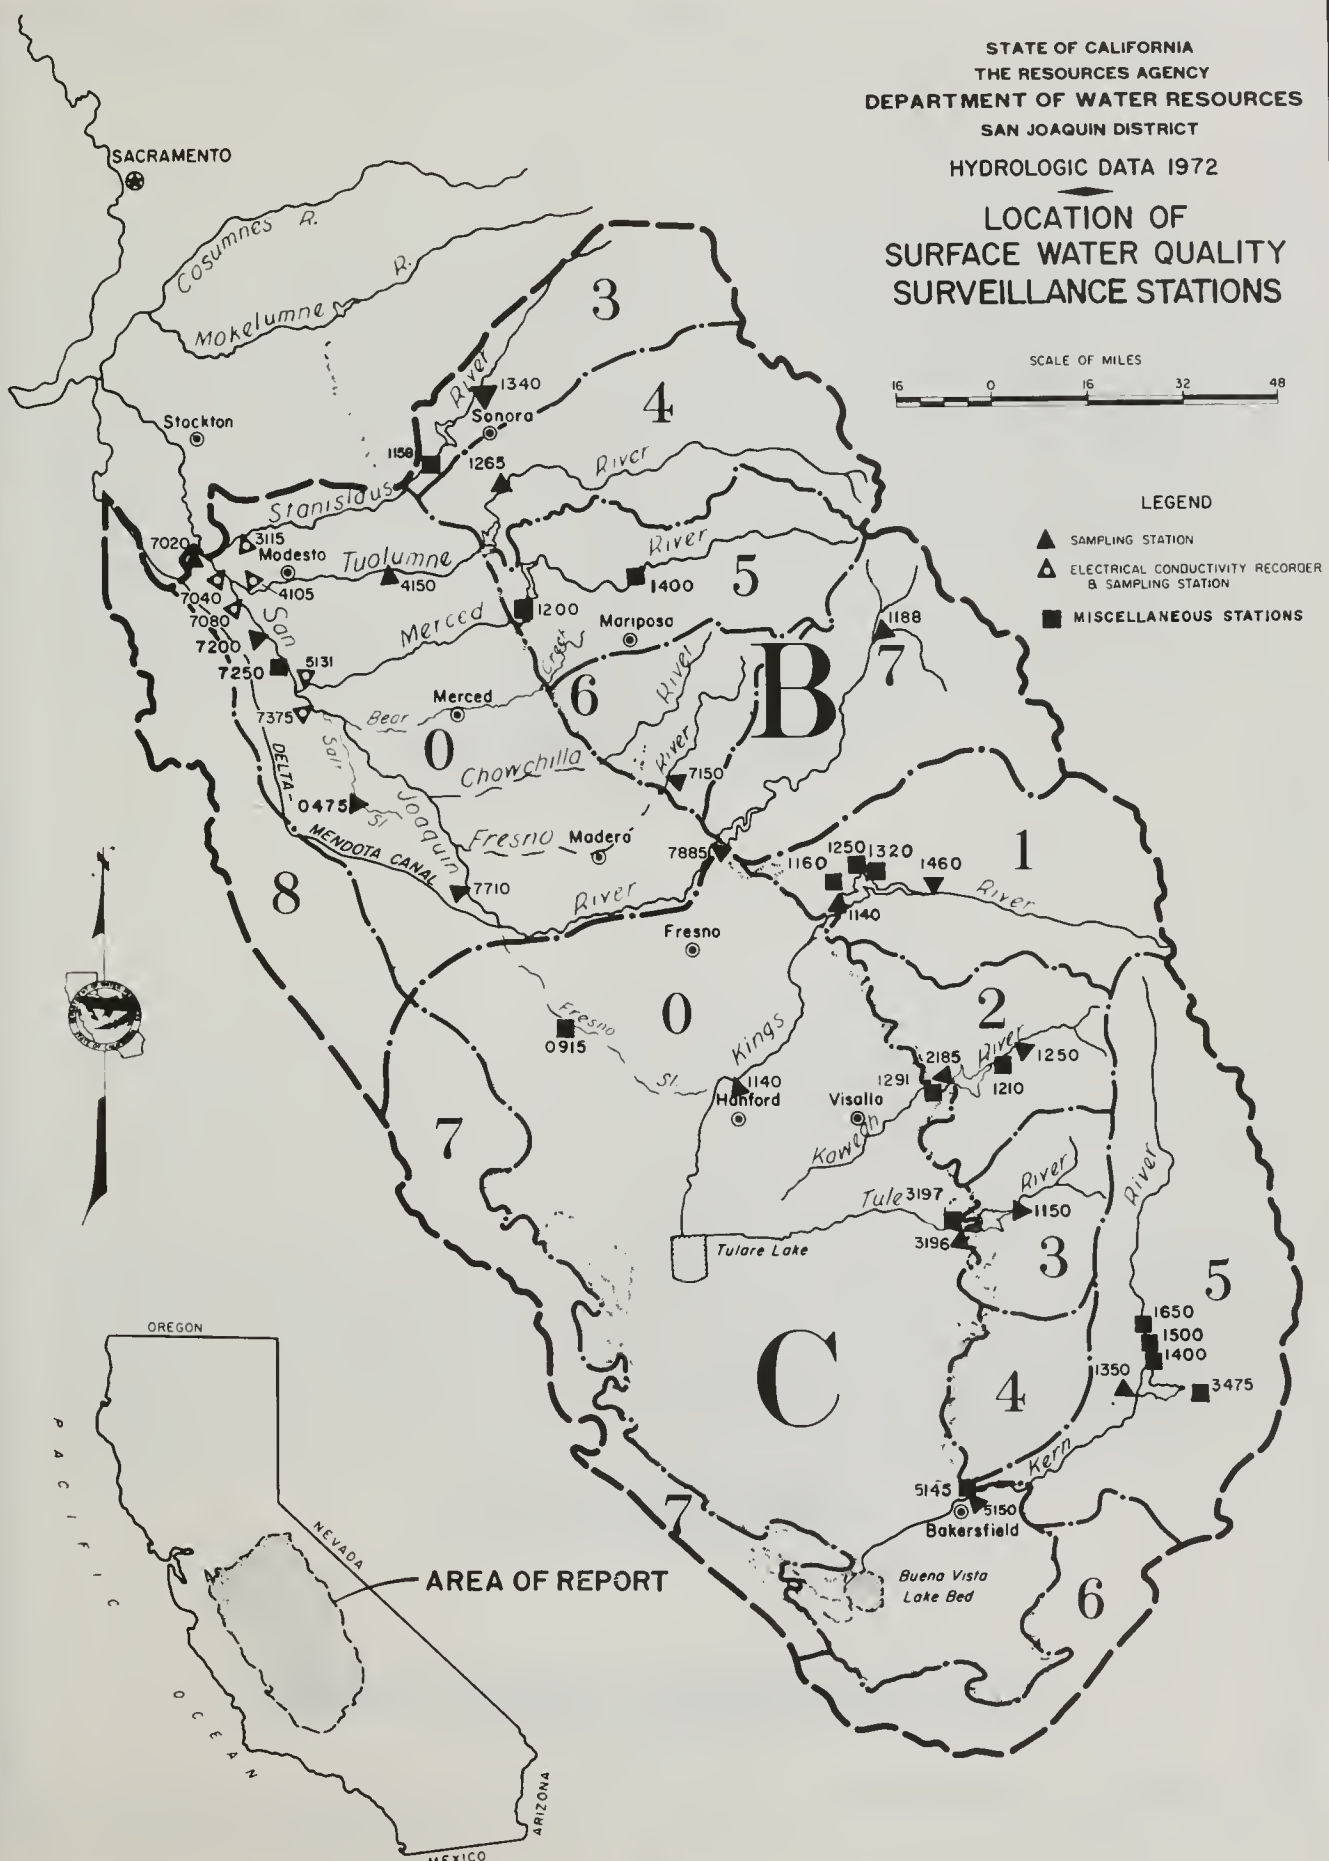 STATE OF CALIFORNIA
THE RESOURCES AGENCY
DEPARTMENT OF WATER RESOURCES
SAN JOAQUIN DISTRICT
HYDROLOGIC DATA 1972
LOCATION OF
SURFACE WATER QUALITY
SURVEILLANCE STATIONS
SCALE OF MILES
16 0 16 32 48
LEGEND
SAMPLING STATION
ELECTRICAL CONDUCTIVITY RECORDER
& SAMPLING STATION
MISCELLANEOUS STATIONS
SACRAMENTO
Cosumnes R.
Mokelumne R.
3
River
1340
4
Stockton
Sonora
1158
1265
River
Stanislaus
7020
3115
Modesto
Tuolumne
River
5
7040
4105
4150
1400
7080
San
Merced
1200
Mariposa
1188
7200
7250
5131
Creek
B
7
Merced
6
River
7375
Bear
0
Salt
DELTA-
Chowchilla
River
7150
0475
Sl
Joaquin
MENDOTA CANAL
Fresno
Madera
7885
1250
1320
1
1160
1460
8
7710
River
1140
River
Fresno
0
2
Fresno
0915
Kings
River
2185
1250
Sl.
1140
1291
1210
Hanford
Visalia
7
Kaweah
River
River
Tule
3197
1150
Tulare Lake
3196
3
5
1650
1500
1400
C
1350
3475
4
Kern
5145
5150
7
Bakersfield
Buena Vista
Lake Bed
6
OREGON
PACIFIC
OCEAN
NEVADA
AREA OF REPORT
ARIZONA
MEXICO